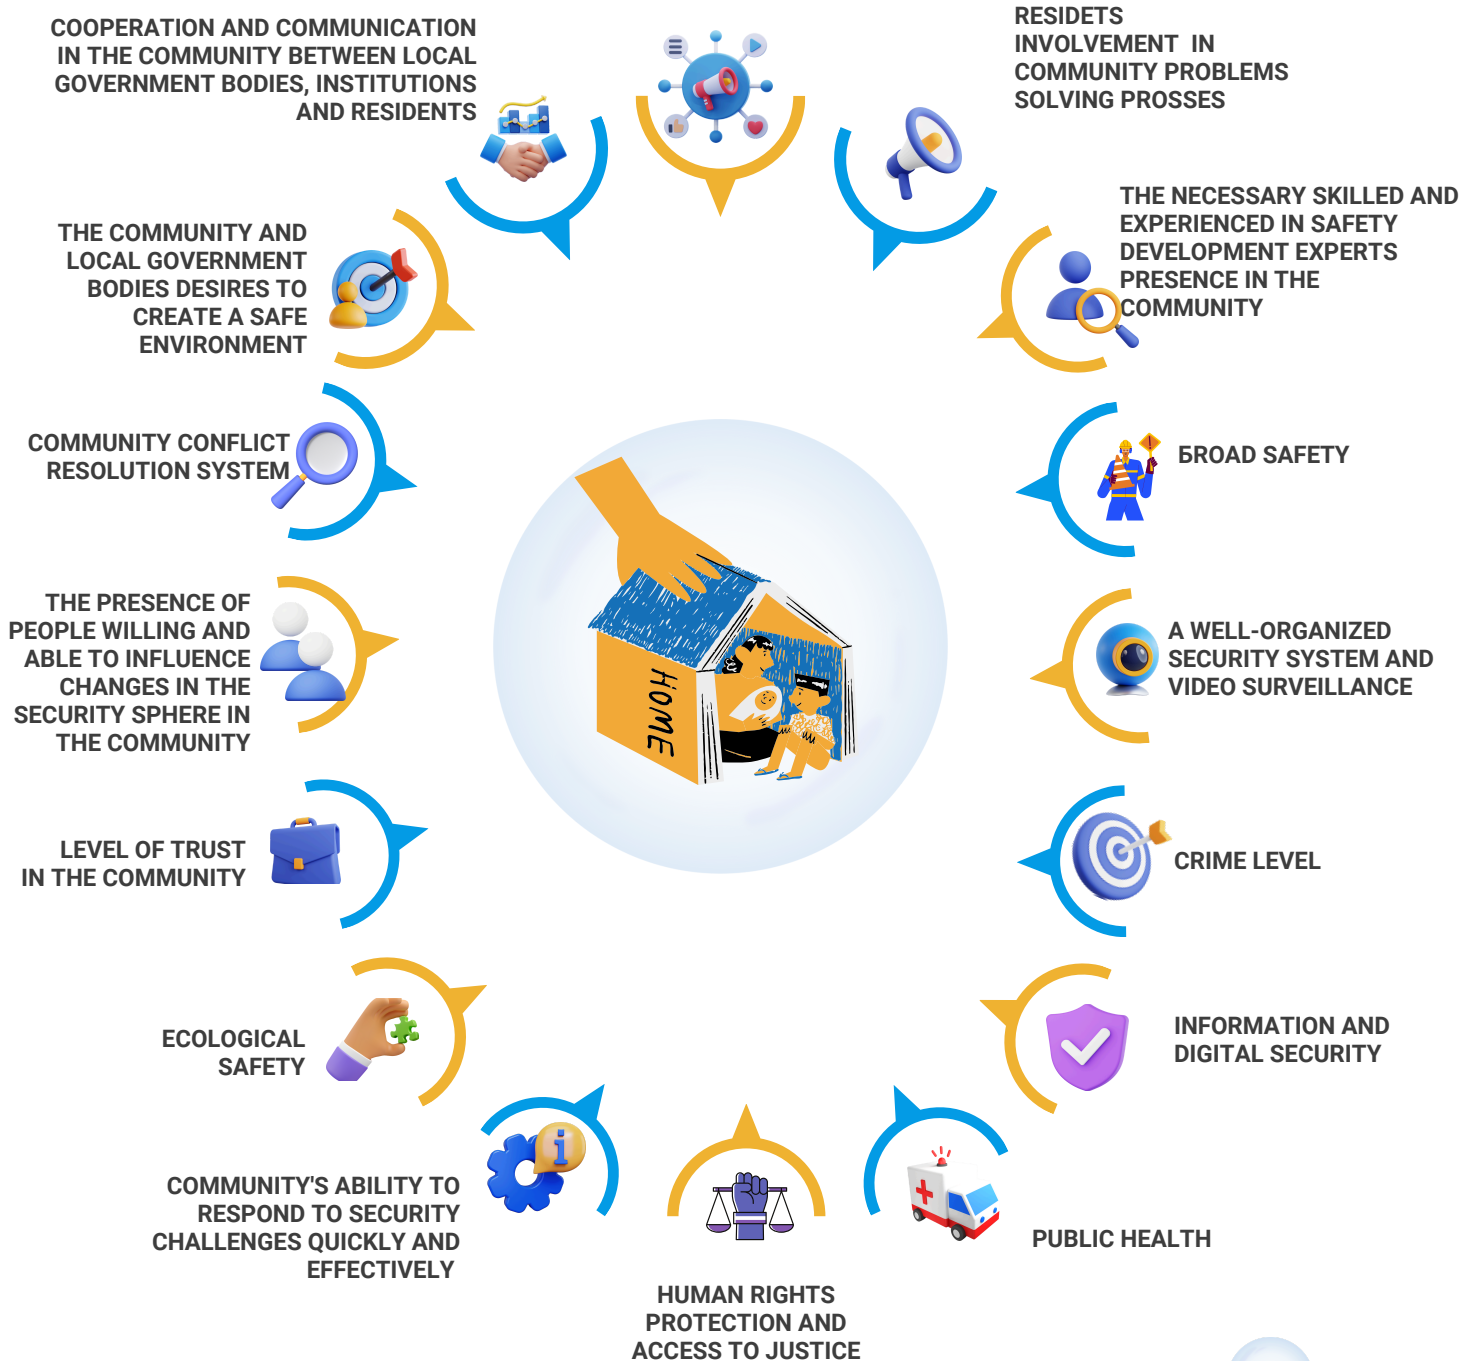 COOPERATION AND COMMUNICATION
IN THE COMMUNITY BETWEEN LOCAL
GOVERNMENT BODIES, INSTITUTIONS
AND RESIDENTS
RESIDETS
INVOLVEMENT IN
COMMUNITY PROBLEMS
SOLVING PROSSES
THE COMMUNITY AND
LOCAL GOVERNMENT
BODIES DESIRES TO
CREATE A SAFE
ENVIRONMENT
THE NECESSARY SKILLED AND
EXPERIENCED IN SAFETY
DEVELOPMENT EXPERTS
PRESENCE IN THE
COMMUNITY
COMMUNITY CONFLICT
RESOLUTION SYSTEM
БROAD SAFETY
THE PRESENCE OF
PEOPLE WILLING AND
ABLE TO INFLUENCE
CHANGES IN THE
SECURITY SPHERE IN
THE COMMUNITY
HOME
A WELL-ORGANIZED
SECURITY SYSTEM AND
VIDEO SURVEILLANCE
LEVEL OF TRUST
IN THE COMMUNITY
CRIME LEVEL
ECOLOGICAL
SAFETY
INFORMATION AND
DIGITAL SECURITY
COMMUNITY'S ABILITY TO
RESPOND TO SECURITY
CHALLENGES QUICKLY AND
EFFECTIVELY
i
PUBLIC HEALTH
HUMAN RIGHTS
PROTECTION AND
ACCESS TO JUSTICE